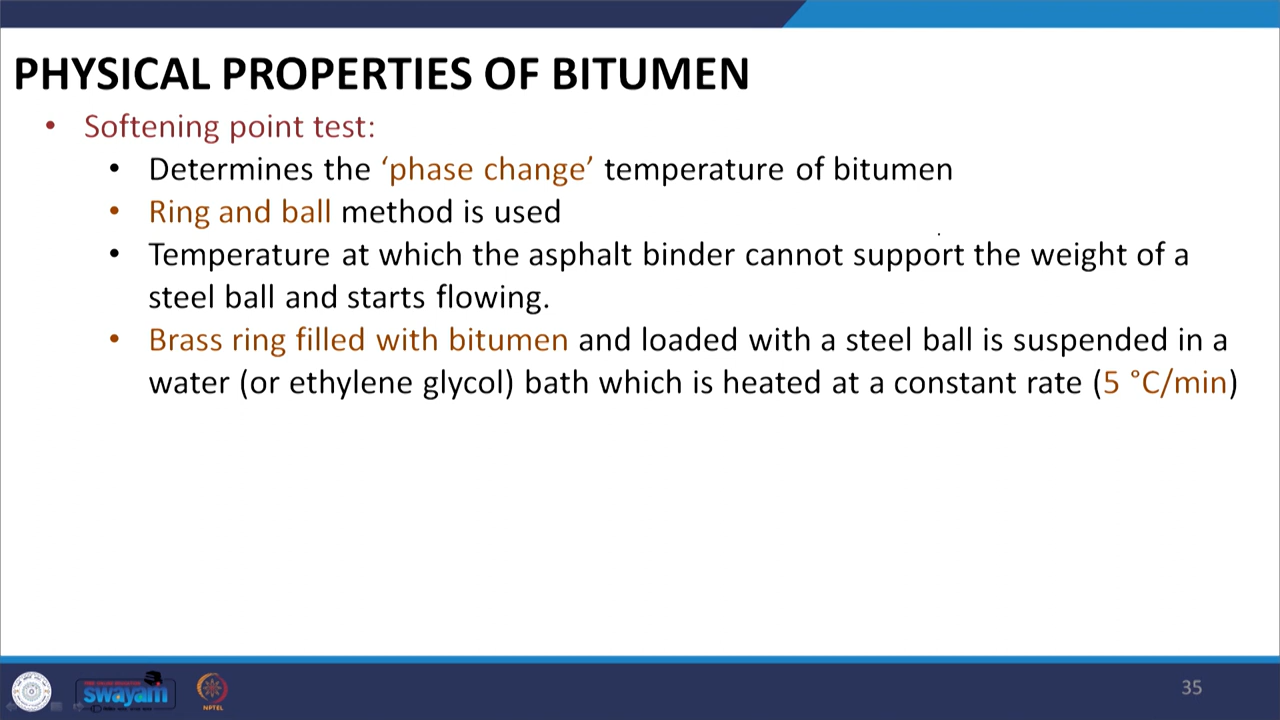 PHYSICAL PROPERTIES OF BITUMEN
• Softening point test:
• Determines the ‘phase change’ temperature of bitumen
• Ring and ball method is used
• Temperature at which the asphalt binder cannot support the weight of a
steel ball and starts flowing.
• Brass ring filled with bitumen and loaded with a steel ball is suspended in a
water (or ethylene glycol) bath which is heated at a constant rate (5 °C/min)
swayam
NPTEL
35